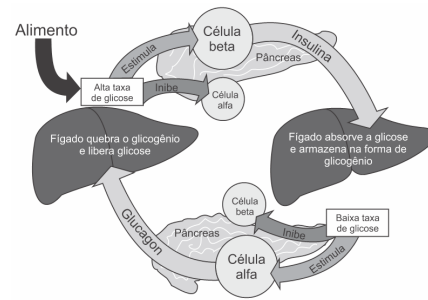 Alimento
Alta taxa
de glicose
Estimula
Inibe
Célula
beta
Célula
alfa
Pâncreas
Insulina
Fígado quebra o glicogênio
e libera glicose
Fígado absorve a glicose
e armazena na forma de
glicogênio
Glucagon
Pâncreas
Célula
beta
Célula
alfa
Inibe
Estimula
Baixa taxa
de glicose